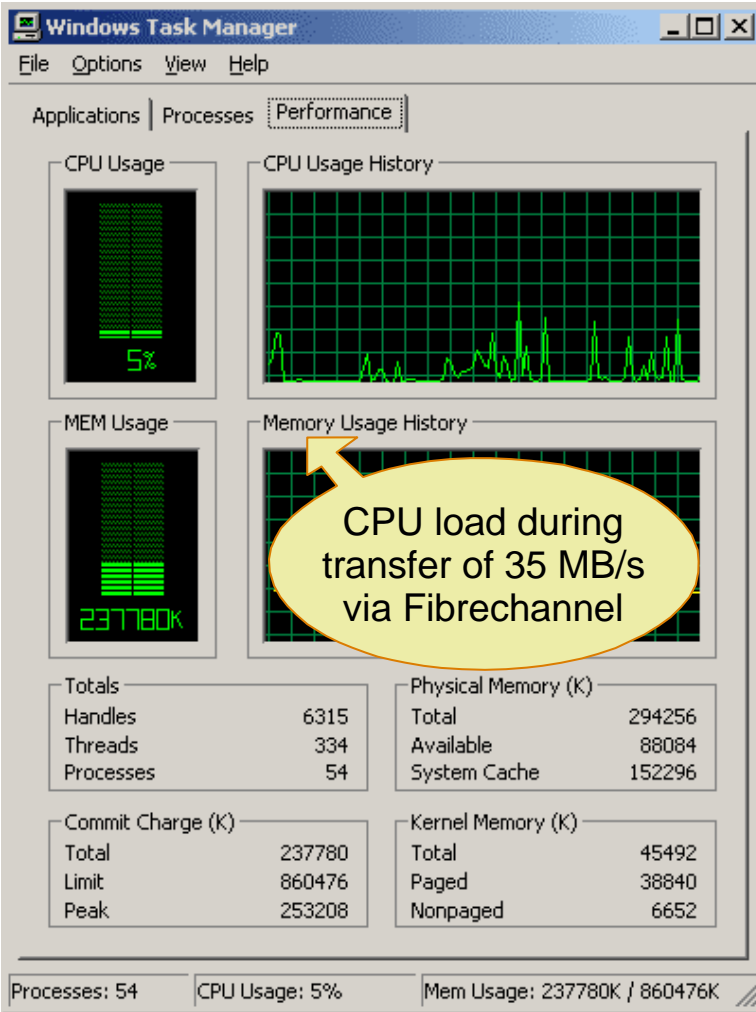 Windows Task Manager
File Options View Help
Applications Processes Performance
CPU Usage CPU Usage History
5%
MEM Usage Memory Usage History
237780K
CPU load during
transfer of 35 MB/s
via Fibrechannel
Totals
Handles 6315
Threads 334
Processes 54
Physical Memory (K)
Total 294256
Available 88084
System Cache 152296
Commit Charge (K)
Total 237780
Limit 860476
Peak 253208
Kernel Memory (K)
Total 45492
Paged 38840
Nonpaged 6652
Processes: 54 CPU Usage: 5% Mem Usage: 237780K / 860476K